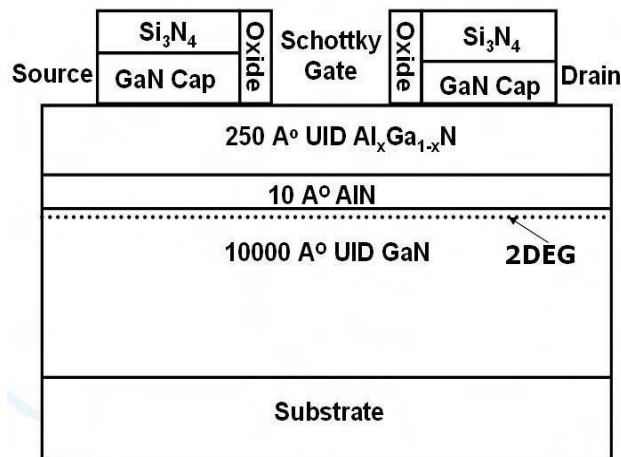 Si₃N₄
GaN Cap
Source
Oxide
Schottky
Gate
Oxide
Si₃N₄
GaN Cap
Drain
250 Aº UID AlₓGa₁₋ₓN
10 Aº AlN
2DEG
10000 Aº UID GaN
Substrate